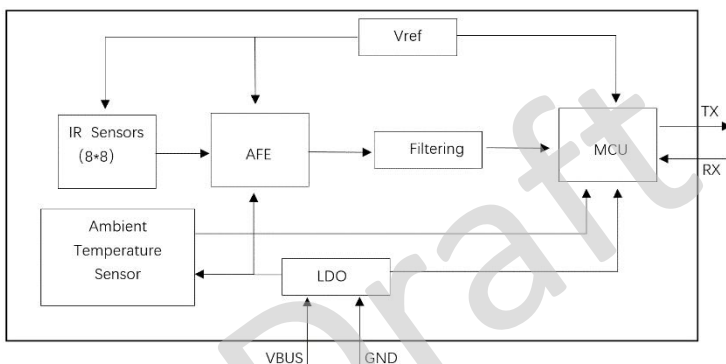 Vref
TX
IR Sensors
(8*8)
AFE
Filtering
MCU
RX
Ambient
Temperature
Sensor
LDO
VBUS
GND
Draft